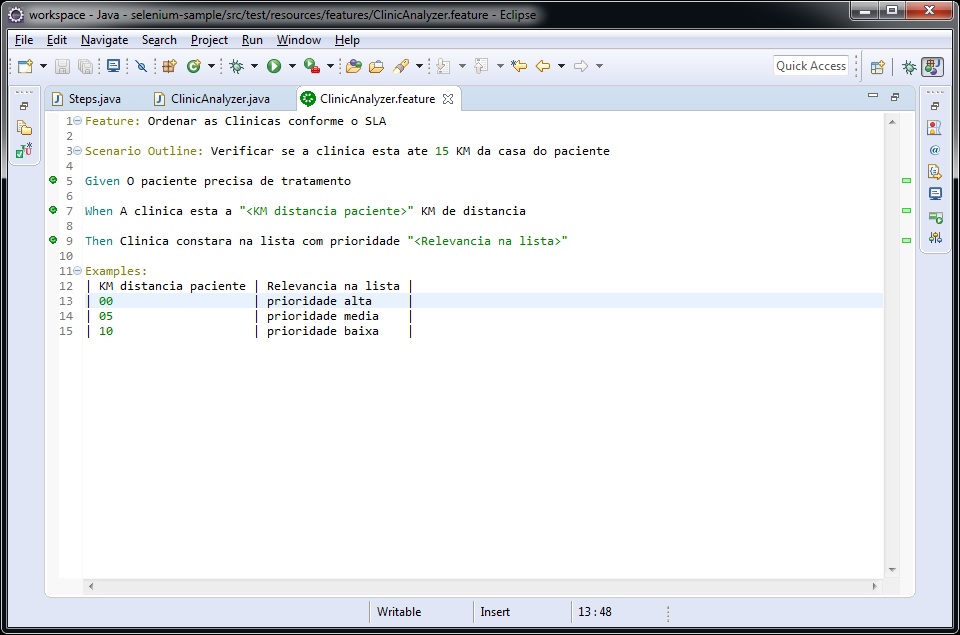 workspace - Java - selenium-sample/src/test/resources/features/ClinicAnalyzer.feature - Eclipse
File Edit Navigate Search Project Run Window Help
Quick Access
Steps.java ClinicAnalyzer.java ClinicAnalyzer.feature
1 Feature: Ordenar as Clinicas conforme o SLA
2
3 Scenario Outline: Verificar se a clinica esta ate 15 KM da casa do paciente
4
5 Given O paciente precisa de tratamento
6
7 When A clinica esta a "<KM distancia paciente>" KM de distancia
8
9 Then Clinica constara na lista com prioridade "<Relevancia na lista>"
10
11 Examples:
12 | KM distancia paciente | Relevancia na lista |
13 | 00 | prioridade alta |
14 | 05 | prioridade media |
15 | 10 | prioridade baixa |
Writable Insert 13 : 48